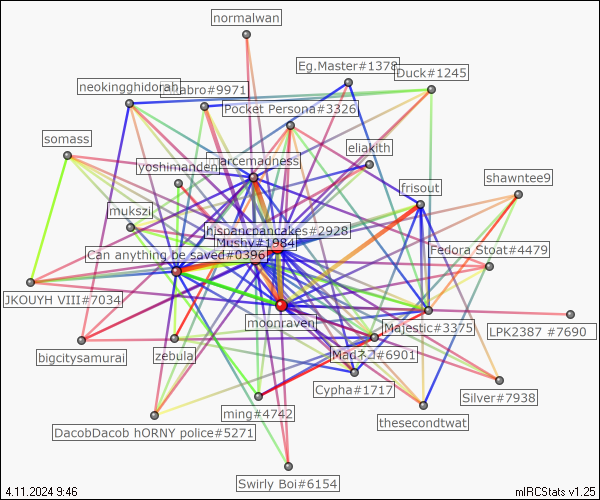 normalwan
Eg.Master#1378
Duck#1245
neokingghidorah
abro#9971
Pocket Persona#3326
somass
eliakith
yoshimanden
arcemadness
shawntee9
frisout
mukszi
hispanicpancakes#2928
Mushy#1984
Fedora Stoat#4479
Can anything be saved#0396
JKOUYH VIII#7034
moonraven
Majestic#3375
LPK2387 #7690
bigcitysamurai
zebula
Madネコ#6901
Cypha#1717
Silver#7938
ming#4742
thesecondtwat
DacobDacob hORNY police#5271
Swirly Boi#6154
4.11.2024 9:46
mIRCStats v1.25